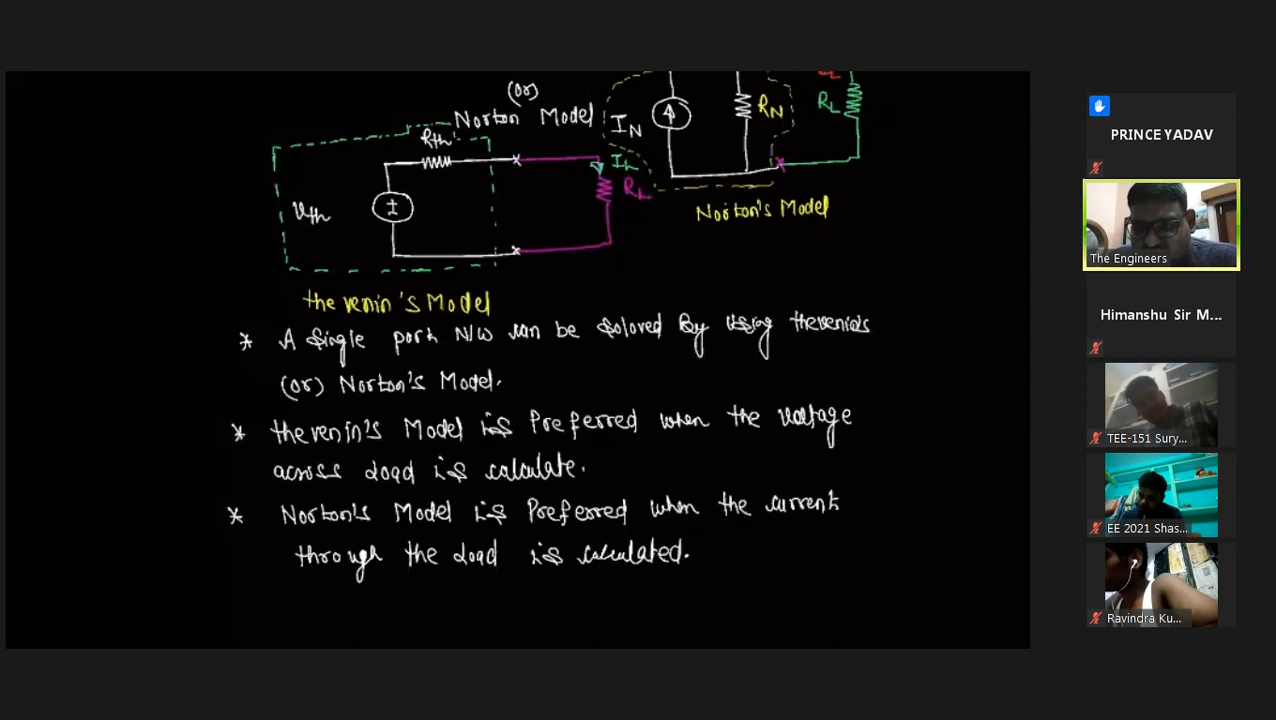 (or)
Norton Model
Rth
Vth
IL
RL
IN
RN
RL
Norton's Model
the venin's Model
* A single port N/W can be soloved By using thevenin's
(or) Norton's Model.
* thevenin's Model is Preferred when the voltage
across Load is calculate.
* Norton's Model is Preferred when the current
through the Load is calculated.
PRINCE YADAV
The Engineers
Himanshu Sir M...
TEE-151 Sury...
EE 2021 Shas...
Ravindra Ku...